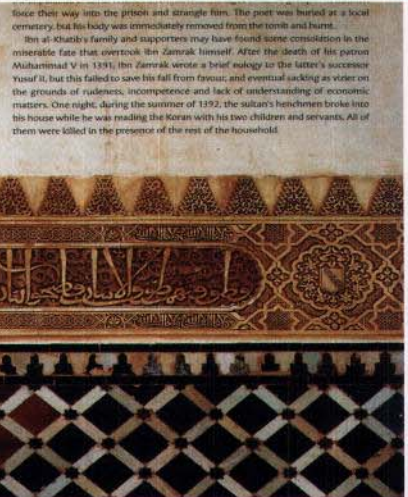 force their way into the prison and strangle him. The poet was buried at a local
cemetery, but his body was immediately removed from the tomb and burnt.
Ibn al-Khatib's family and supporters may have found some consolation in the
miserable fate that overtook Ibn Zamrak himself. After the death of his patron
Muhammad V in 1391, Ibn Zamrak wrote a brief eulogy to the latter's successor
Yusuf II, but this failed to save his fall from favour, and eventual sacking as vizier on
the grounds of rudeness, incompetence and lack of understanding of economic
matters. One night, during the summer of 1392, the sultan's henchmen broke into
his house while he was reading the Koran with his two children and servants. All of
them were killed in the presence of the rest of the household.